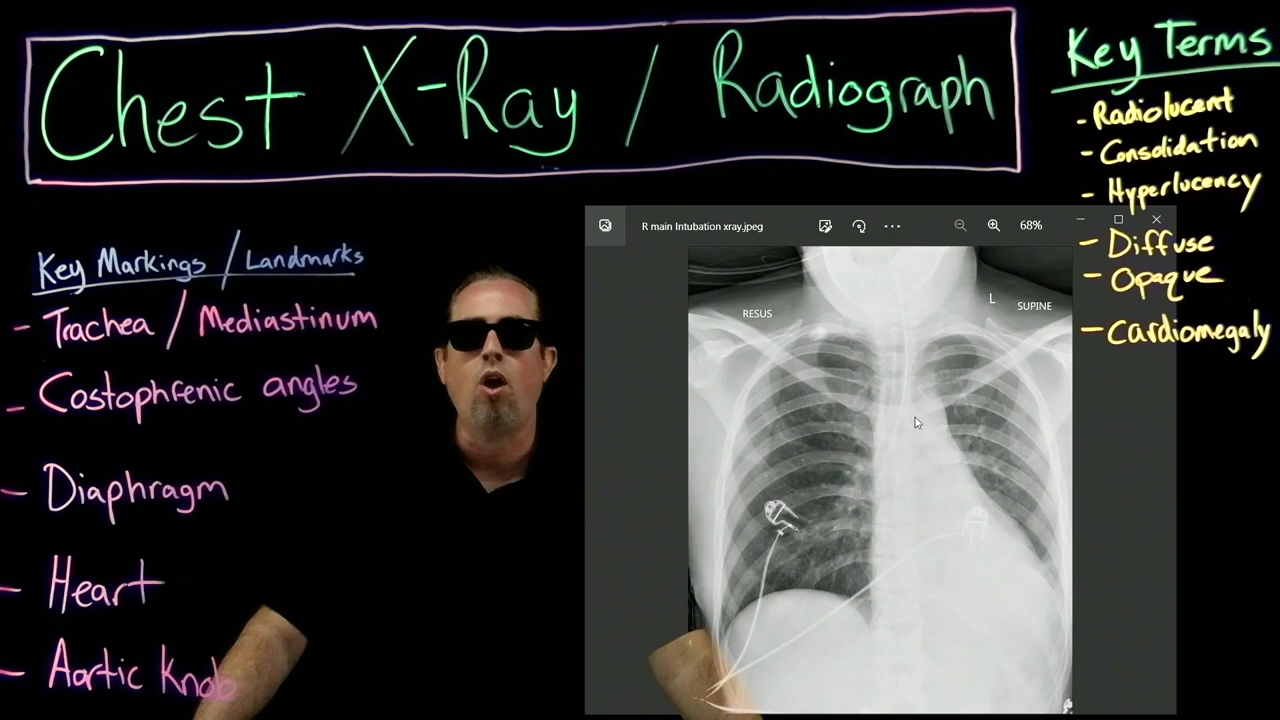 Chest X-Ray / Radiograph
Key Terms
- Radiolucent
- Consolidation
- Hyperlucency
- Diffuse
- Opaque
- Cardiomegaly
Key Markings / Landmarks
- Trachea / Mediastinum
- Costophrenic angles
- Diaphragm
- Heart
- Aortic Knob
R main Intubation xray.jpeg
68%
RESUS
L
SUPINE